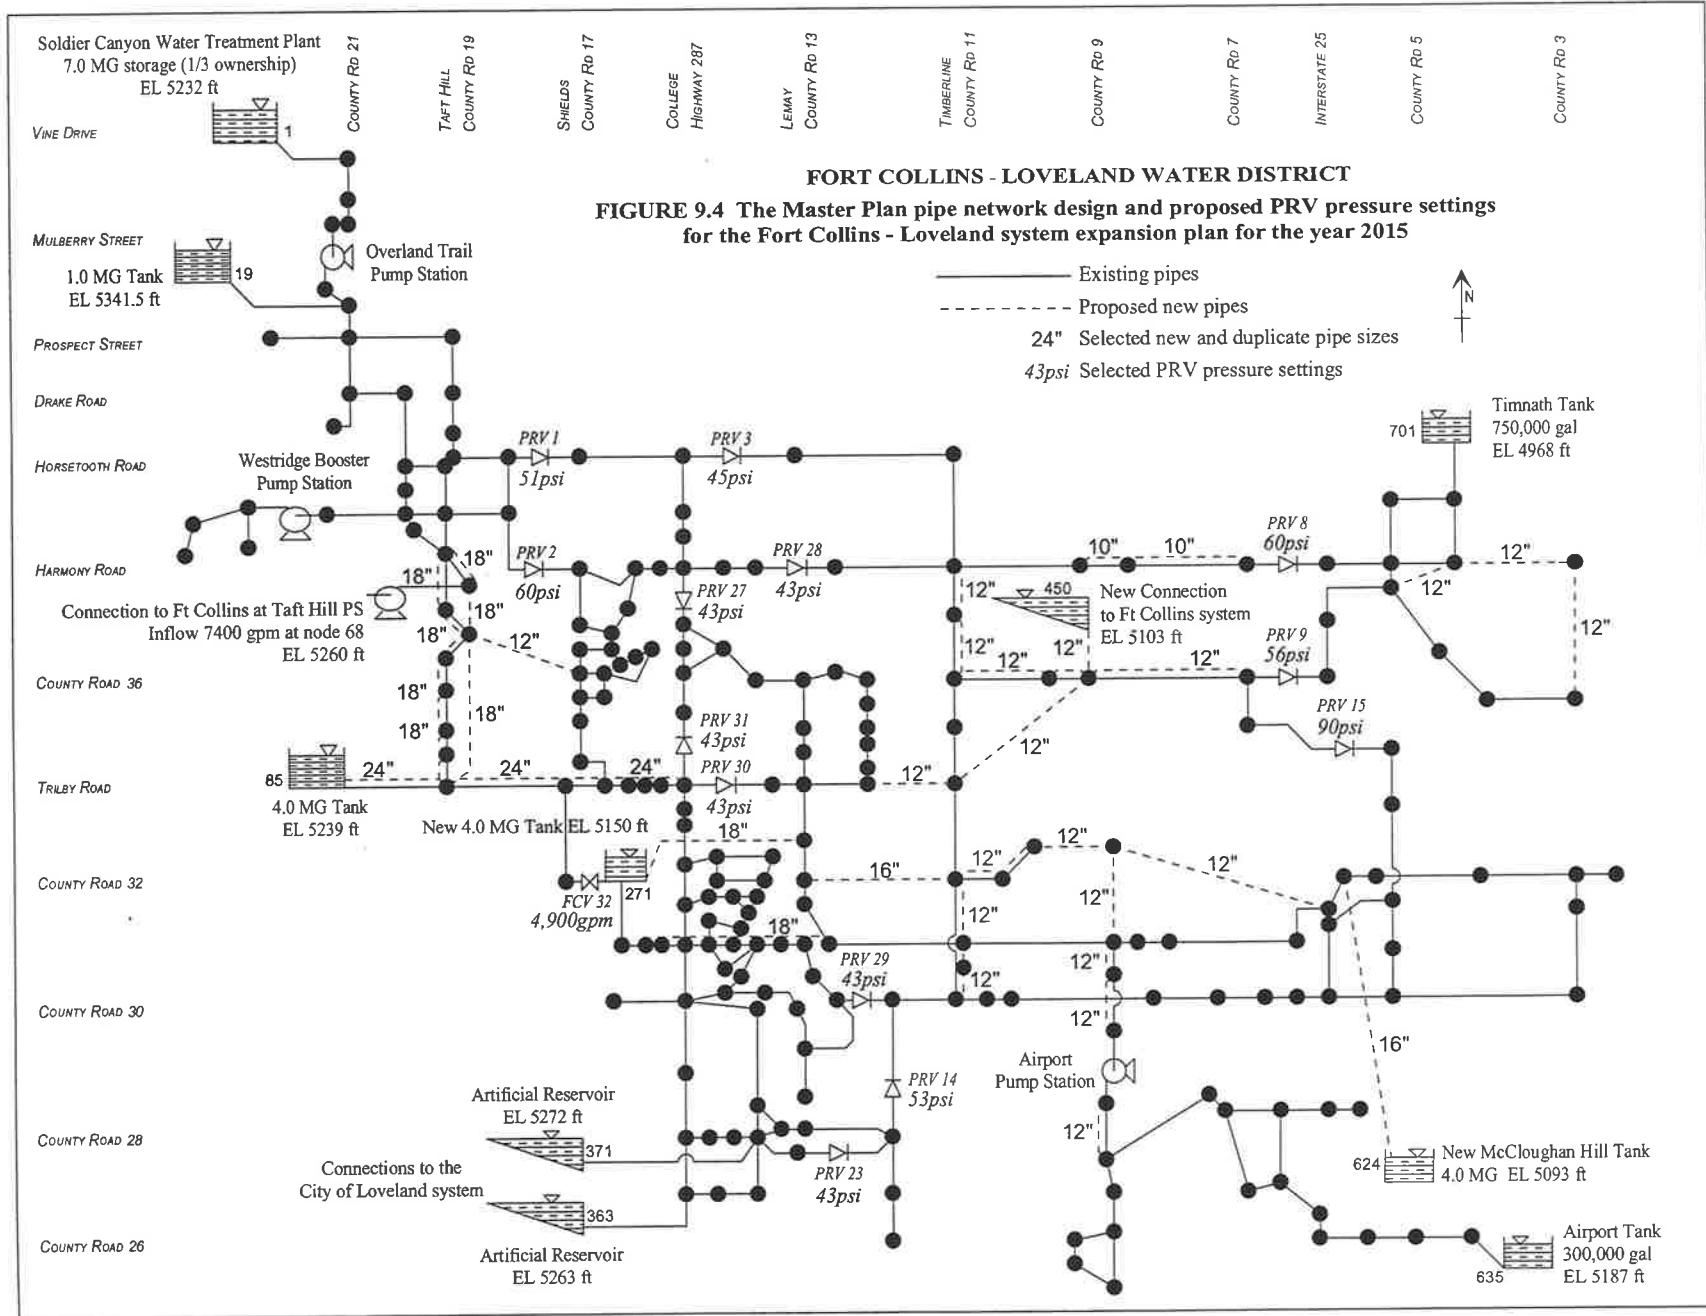 Soldier Canyon Water Treatment Plant
7.0 MG storage (1/3 ownership)
EL 5232 ft
COUNTY RD 21
TAFT HILL
COUNTY RD 19
SHIELDS
COUNTY RD 17
COLLEGE
HIGHWAY 287
LEMAY
COUNTY RD 13
TIMBERLINE
COUNTY RD 11
COUNTY RD 9
COUNTY RD 7
INTERSTATE 25
COUNTY RD 5
COUNTY RD 3
VINE DRIVE
1
FORT COLLINS - LOVELAND WATER DISTRICT
FIGURE 9.4 The Master Plan pipe network design and proposed PRV pressure settings
for the Fort Collins - Loveland system expansion plan for the year 2015
MULBERRY STREET
Overland Trail
Pump Station
1.0 MG Tank
EL 5341.5 ft
19
Existing pipes
Proposed new pipes
24" Selected new and duplicate pipe sizes
43psi Selected PRV pressure settings
N
PROSPECT STREET
DRAKE ROAD
HORSETOOTH ROAD
Westridge Booster
Pump Station
PRV 1
51psi
PRV 3
45psi
701
Timnath Tank
750,000 gal
EL 4968 ft
HARMONY ROAD
18"
18"
PRV 2
60psi
PRV 28
43psi
10"
10"
PRV 8
60psi
12"
12"
Connection to Ft Collins at Taft Hill PS
Inflow 7400 gpm at node 68
EL 5260 ft
18"
18"
12"
PRV 27
43psi
12"
450
New Connection
to Ft Collins system
EL 5103 ft
12"
12"
12"
12"
PRV 9
56psi
12"
COUNTY ROAD 36
18"
18"
18"
PRV 31
43psi
12"
PRV 15
90psi
TRILBY ROAD
85
4.0 MG Tank
EL 5239 ft
24"
24"
24"
PRV 30
43psi
12"
New 4.0 MG Tank EL 5150 ft
18"
COUNTY ROAD 32
FCV 32
4,900gpm
271
16"
12"
12"
12"
12"
12"
18"
PRV 29
43psi
12"
12"
COUNTY ROAD 30
12"
16"
Airport
Pump Station
PRV 14
53psi
12"
COUNTY ROAD 28
Artificial Reservoir
EL 5272 ft
371
Connections to the
City of Loveland system
363
Artificial Reservoir
EL 5263 ft
PRV 23
43psi
624
New McCloughan Hill Tank
4.0 MG EL 5093 ft
COUNTY ROAD 26
635
Airport Tank
300,000 gal
EL 5187 ft